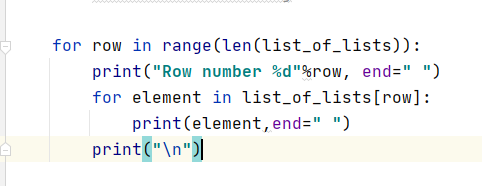 for row in range(len(list_of_lists)):
    print("Row number %d"%row, end=" ")
    for element in list_of_lists[row]:
        print(element,end=" ")
    print("\n")